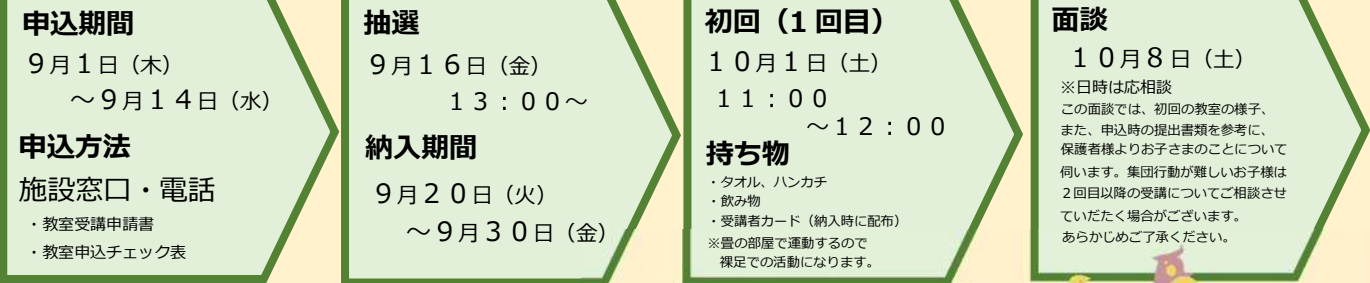 申込期間
９月１日（木）
～９月１４日（水）
申込方法
施設窓口・電話
・教室受講申請書
・教室申込チェック表
抽選
９月１６日（金）
１３：００～
納入期間
９月２０日（火）
～９月３０日（金）
初回（1回目）
１０月１日（土）
１１：００
～１２：００
持ち物
・タオル、ハンカチ
・飲み物
・受講者カード（納入時に配布）
※畳の部屋で運動するので
裸足での活動になります。
面談
１０月８日（土）
※日時は応相談
この面談では、初回の教室の様子、
また、申込時の提出書類を参考に、
保護者様よりお子さまのことについて
伺います。集団行動が難しいお子様は
２回目以降の受講についてご相談させ
ていだたく場合がございます。
あらかじめご了承ください。